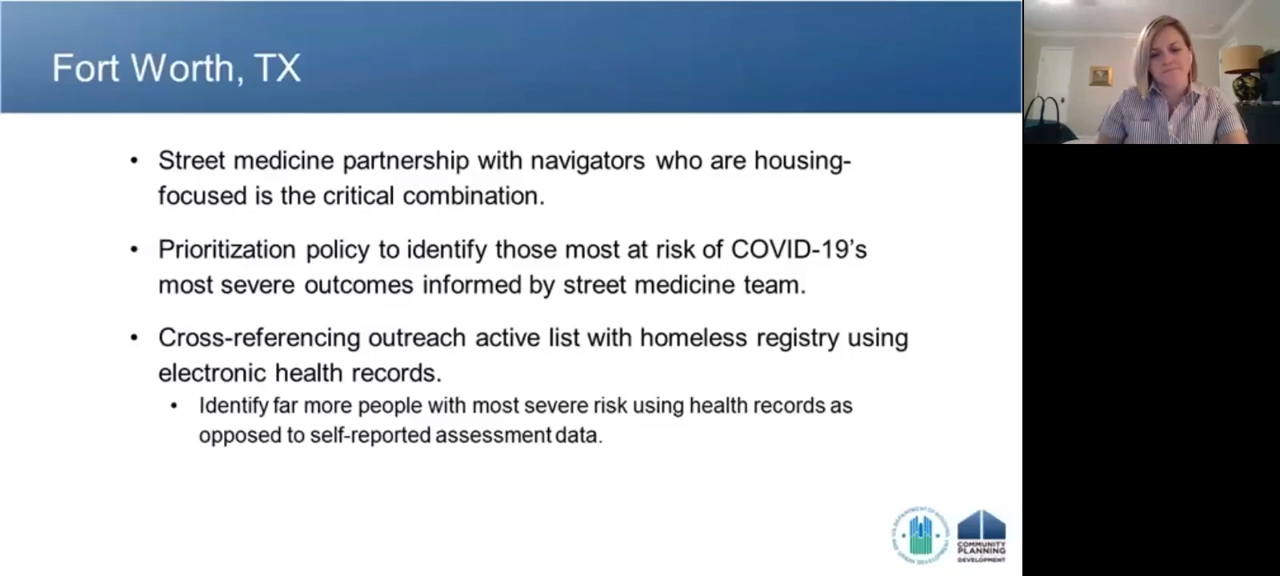 Fort Worth, TX
• Street medicine partnership with navigators who are housing-
focused is the critical combination.
• Prioritization policy to identify those most at risk of COVID-19’s
most severe outcomes informed by street medicine team.
• Cross-referencing outreach active list with homeless registry using
electronic health records.
• Identify far more people with most severe risk using health records as
opposed to self-reported assessment data.
COMMUNITY
PLANNING
DEVELOPMENT